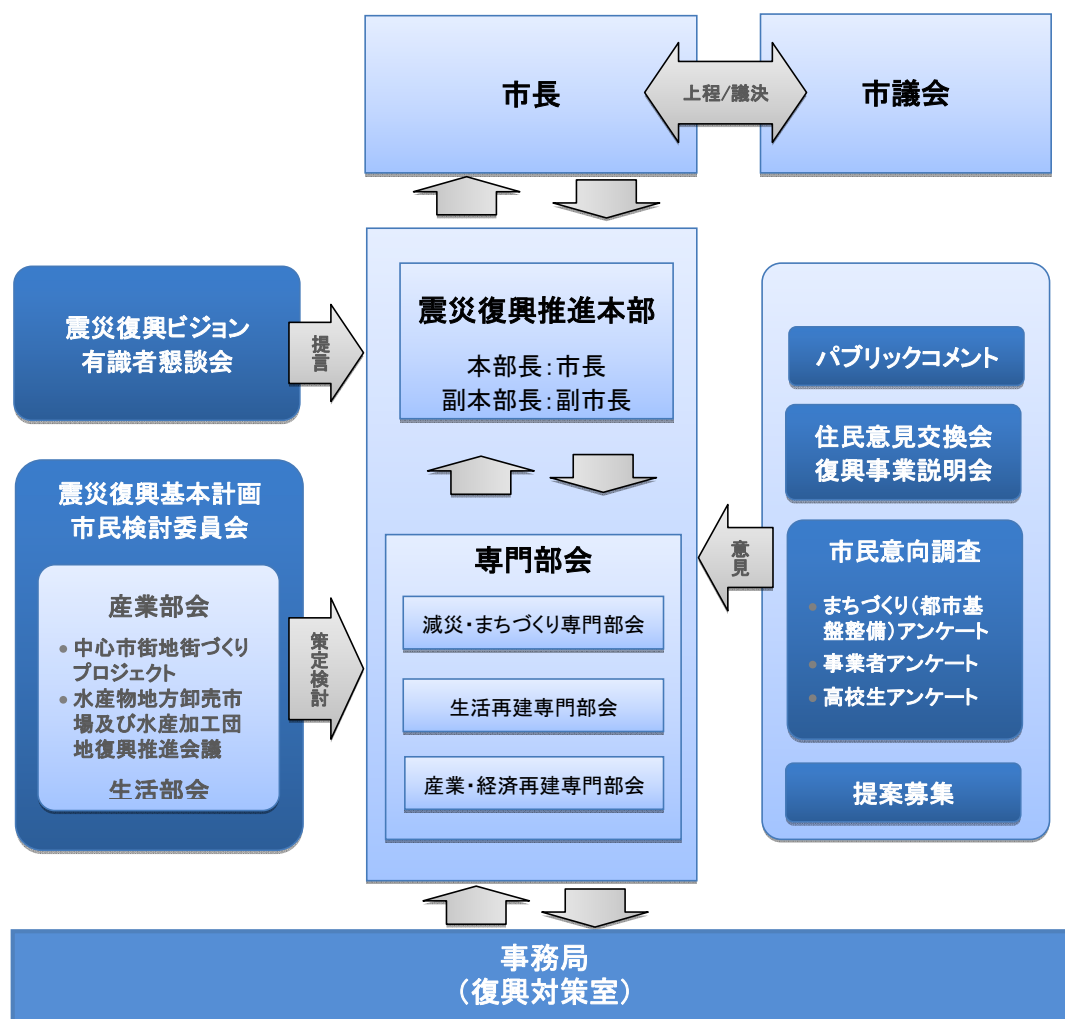 市長
上程/議決
市議会
震災復興ビジョン
有識者懇談会
提言
震災復興推進本部
本部長：市長
副本部長：副市長
震災復興基本計画
市民検討委員会
産業部会
• 中心市街地街づくり
プロジェクト
• 水産物地方卸売市
場及び水産加工団
地復興推進会議
生活部会
策定検討
専門部会
減災・まちづくり専門部会
生活再建専門部会
産業・経済再建専門部会
意見
パブリックコメント
住民意見交換会
復興事業説明会
市民意向調査
• まちづくり（都市基
盤整備）アンケート
• 事業者アンケート
• 高校生アンケート
提案募集
事務局
（復興対策室）